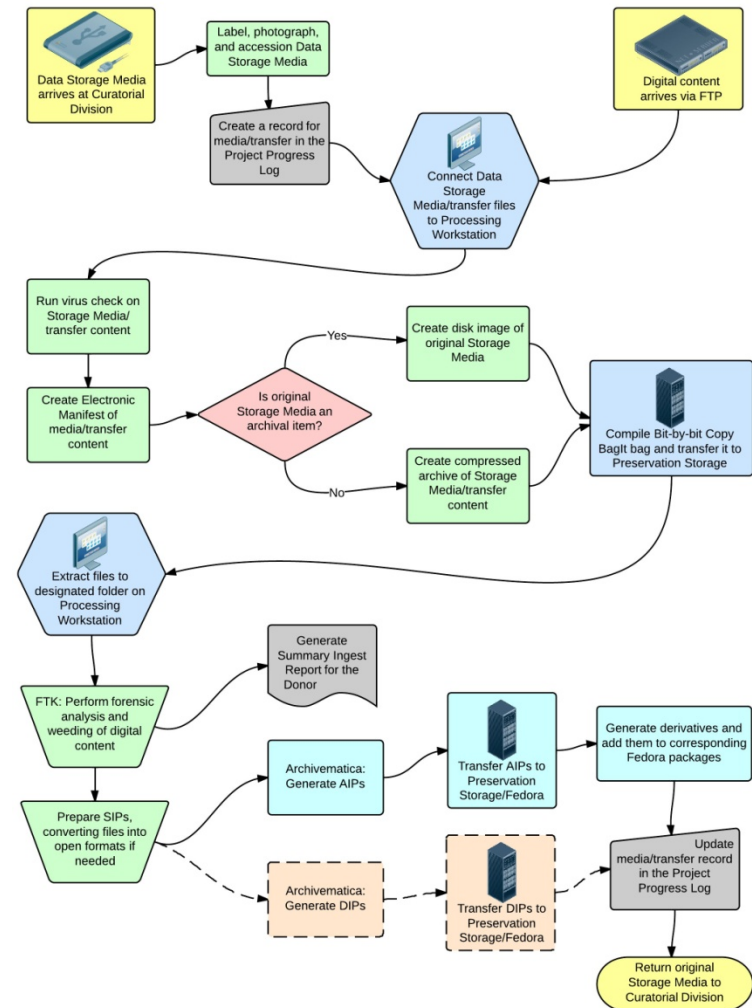 Data Storage Media
arrives at Curatorial
Division
Label, photograph,
and accession Data
Storage Media
Digital content
arrives via FTP
Create a record for
media/transfer in the
Project Progress
Log
Connect Data
Storage
Media/transfer files
to Processing
Workstation
Run virus check on
Storage Media/
transfer content
Create Electronic
Manifest of
media/transfer
content
Is original
Storage Media an
archival item?
Yes
No
Create disk image of
original Storage
Media
Create compressed
archive of Storage
Media/transfer
content
Compile Bit-by-bit Copy
BagIt bag and transfer it to
Preservation Storage
Extract files to
designated folder on
Processing
Workstation
Generate
Summary Ingest
Report for the
Donor
FTK: Perform forensic
analysis and
weeding of digital
content
Prepare SIPs,
converting files into
open formats if
needed
Archivematica:
Generate AIPs
Transfer AIPs to
Preservation
Storage/Fedora
Generate derivatives and
add them to corresponding
Fedora packages
Archivematica:
Generate DIPs
Transfer DIPs to
Preservation
Storage/Fedora
Update
media/transfer record
in the Project
Progress Log
Return original
Storage Media to
Curatorial Division